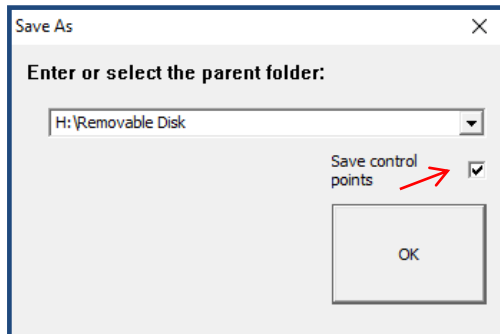 Save As
Enter or select the parent folder:
H:\Removable Disk
Save control
points
OK